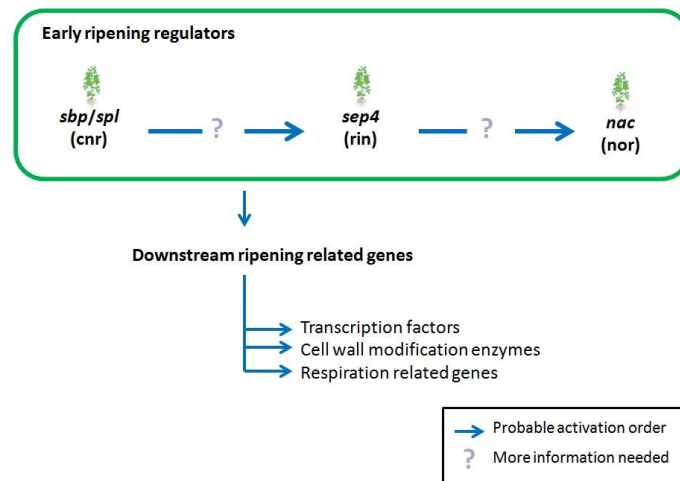 Early ripening regulators
sbp/spl
(cnr)
?
sep4
(rin)
?
nac
(nor)
Downstream ripening related genes
Transcription factors
Cell wall modification enzymes
Respiration related genes
Probable activation order
? More information needed